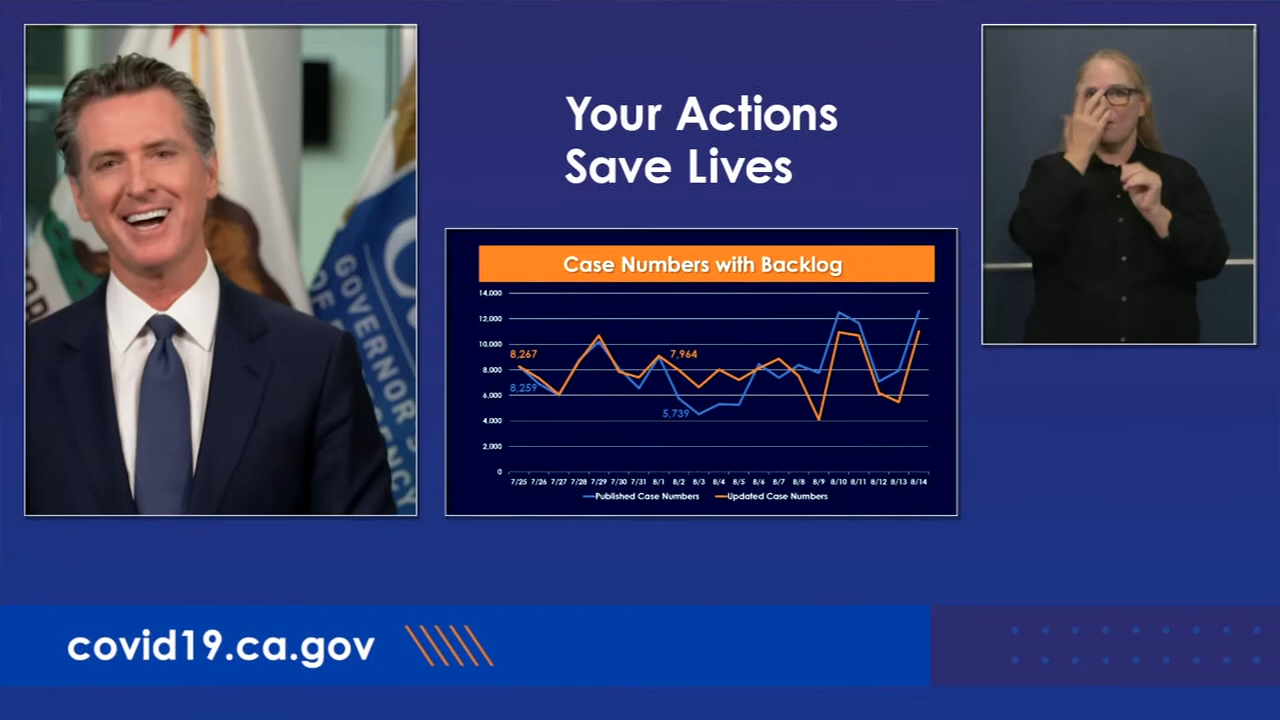 Your Actions
Save Lives
Case Numbers with Backlog
14,000
12,000
10,000
8,000
6,000
4,000
2,000
0
8,267
8,259
7,964
5,739
7/25 7/26 7/27 7/28 7/29 7/30 7/31 8/1 8/2 8/3 8/4 8/5 8/6 8/7 8/8 8/9 8/10 8/11 8/12 8/13 8/14
Published Case Numbers Updated Case Numbers
GOVERNOR'S
OF
covid19.ca.gov